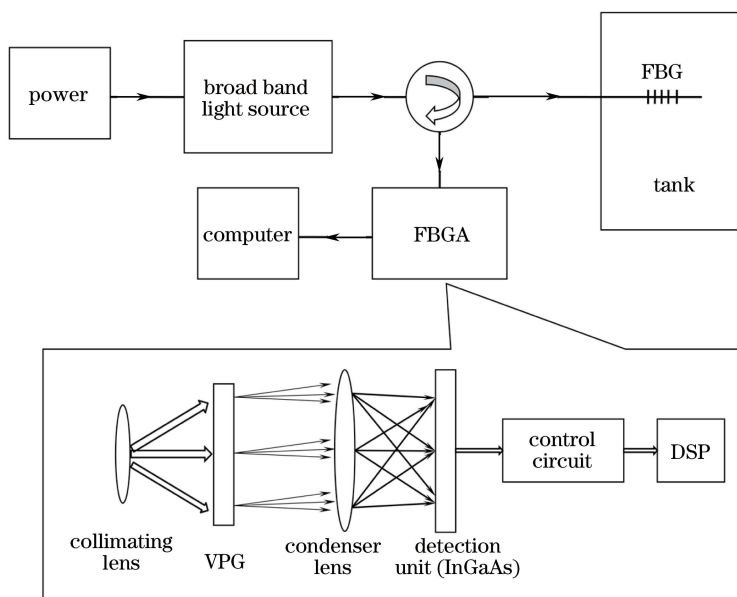 power
broad band
light source
FBG
tank
computer
FBGA
collimating
lens
VPG
condenser
lens
detection
unit (InGaAs)
control
circuit
DSP